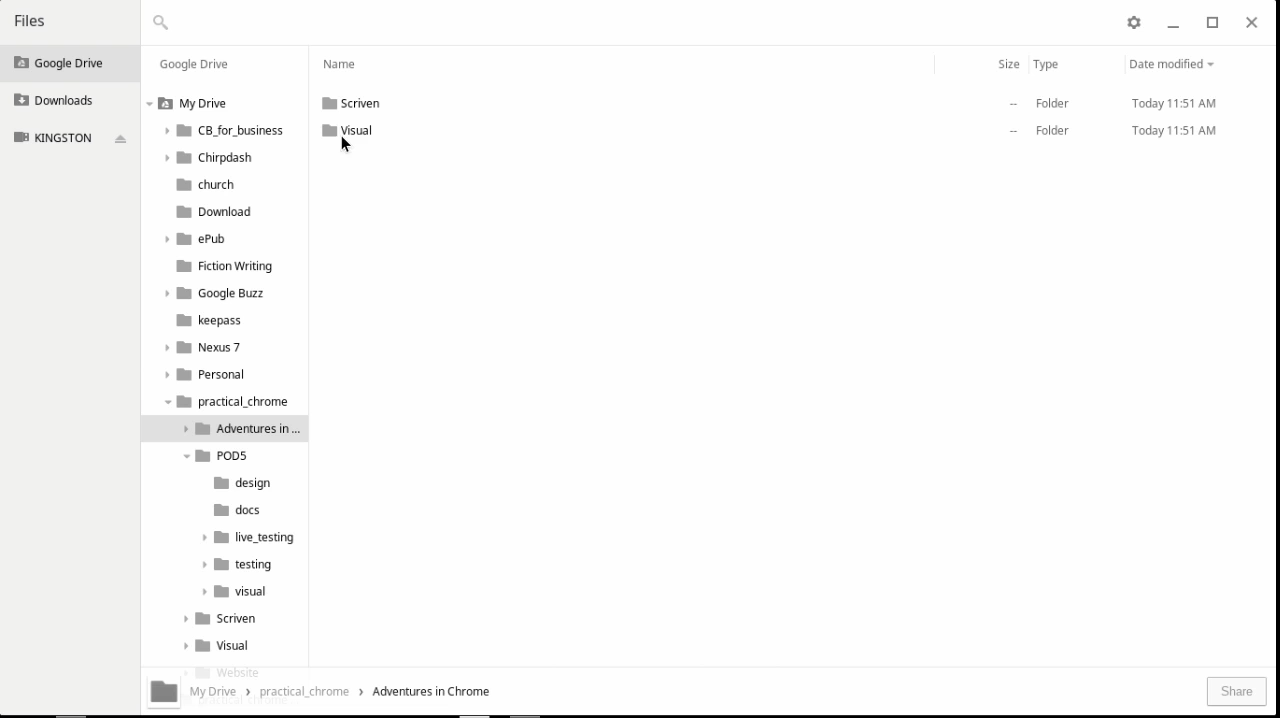 Files
Google Drive
Downloads
KINGSTON
Google Drive
My Drive
CB_for_business
Chirpdash
church
Download
ePub
Fiction Writing
Google Buzz
keepass
Nexus 7
Personal
practical_chrome
Adventures in ...
POD5
design
docs
live_testing
testing
visual
Scriven
Visual
Website
Name Size Type Date modified
Scriven -- Folder Today 11:51 AM
Visual -- Folder Today 11:51 AM
My Drive › practical_chrome › Adventures in Chrome
Share